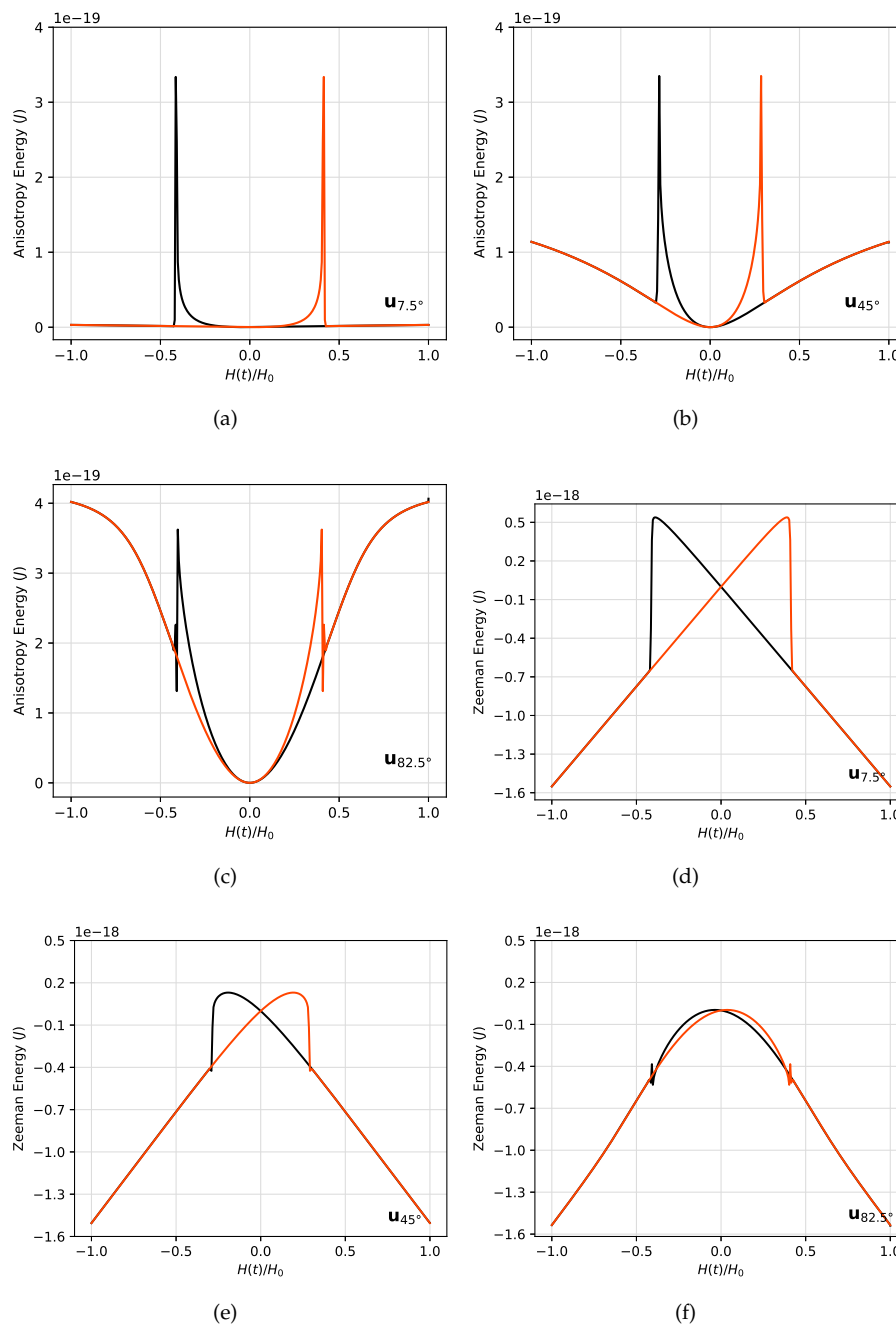 1e−19
4
3
2
1
0
Anisotropy Energy (J)
u7.5°
−1.0 −0.5 0.0 0.5 1.0
H(t)/H0
(a)
1e−19
4
3
2
1
0
Anisotropy Energy (J)
u45°
−1.0 −0.5 0.0 0.5 1.0
H(t)/H0
(b)
1e−19
4
3
2
1
0
Anisotropy Energy (J)
u82.5°
−1.0 −0.5 0.0 0.5 1.0
H(t)/H0
(c)
1e−18
0.5
0.2
−0.1
−0.4
−0.7
−1.0
−1.3
−1.6
Zeeman Energy (J)
u7.5°
−1.0 −0.5 0.0 0.5 1.0
H(t)/H0
(d)
1e−18
0.5
0.2
−0.1
−0.4
−0.7
−1.0
−1.3
−1.6
Zeeman Energy (J)
u45°
−1.0 −0.5 0.0 0.5 1.0
H(t)/H0
(e)
1e−18
0.5
0.2
−0.1
−0.4
−0.7
−1.0
−1.3
−1.6
Zeeman Energy (J)
u82.5°
−1.0 −0.5 0.0 0.5 1.0
H(t)/H0
(f)